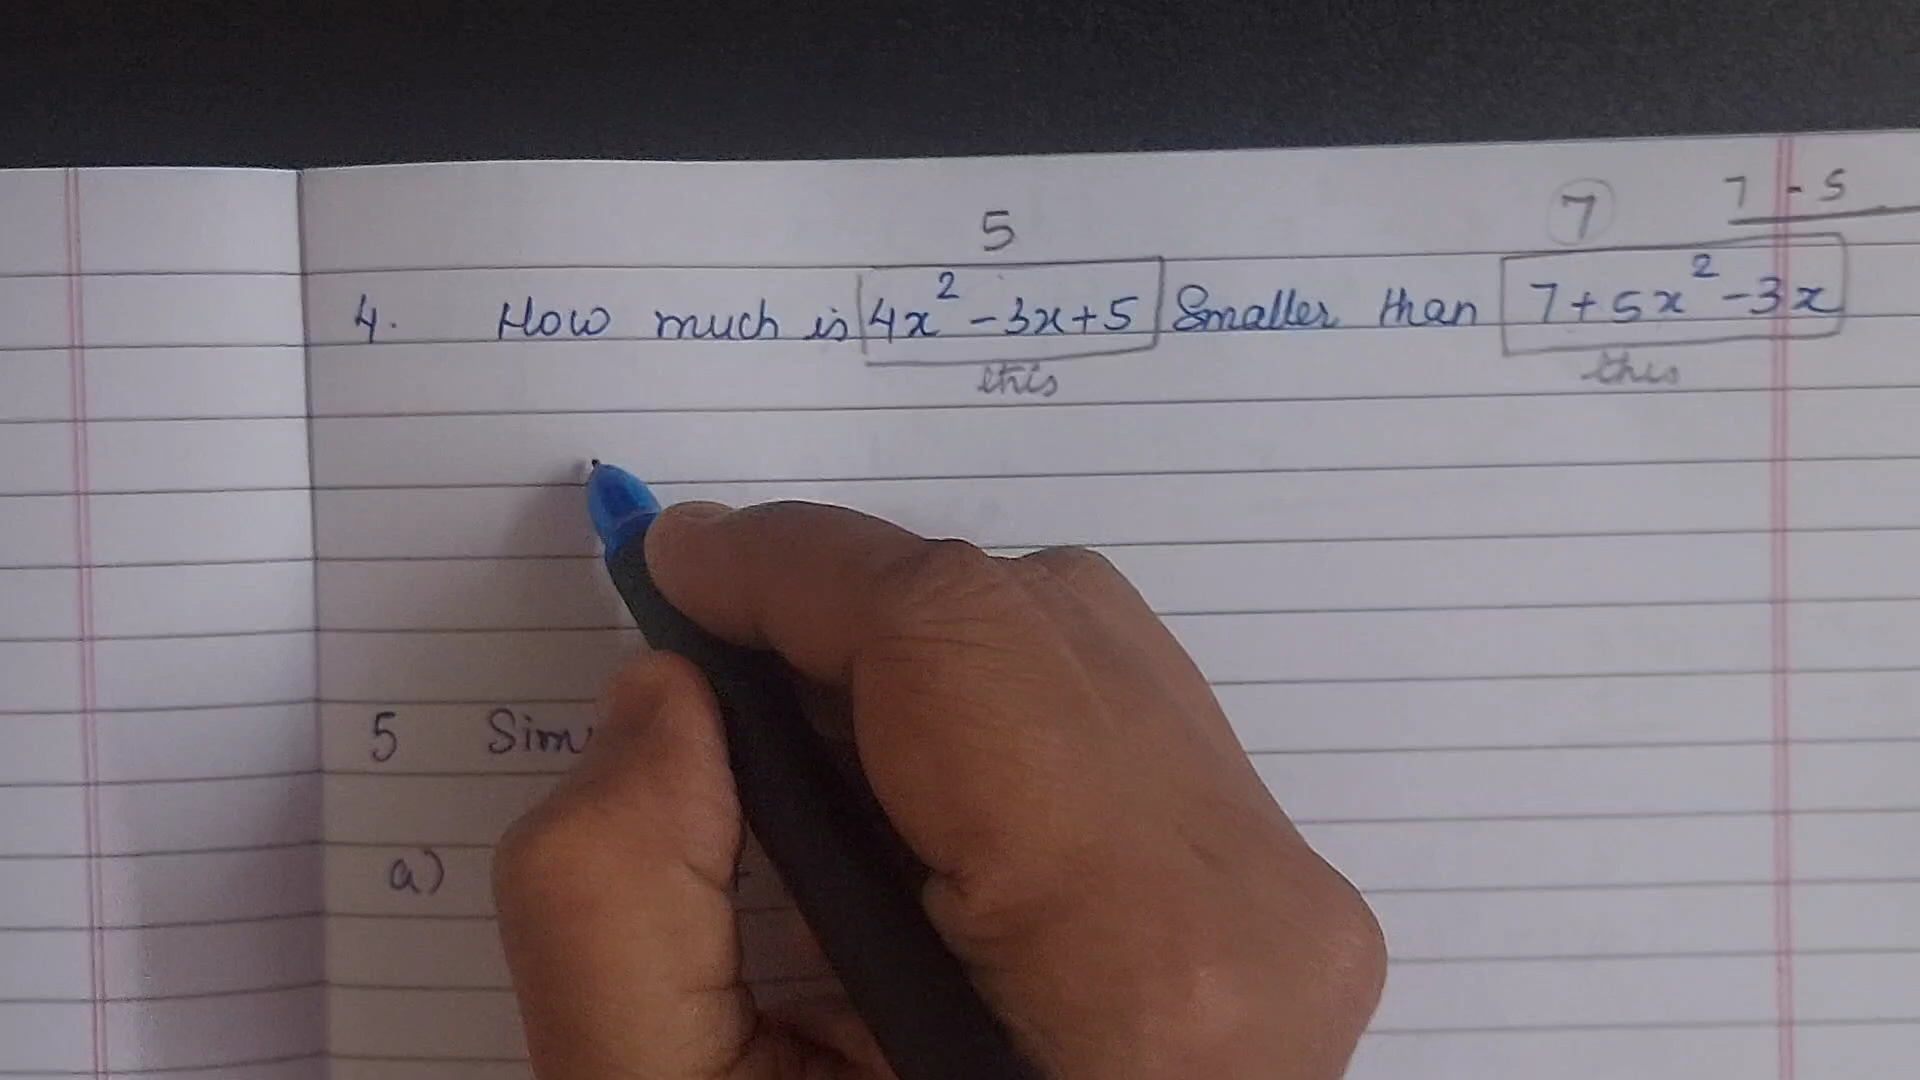 5 7 7 - 5
4. How much is 4x² - 3x + 5 Smaller than 7 + 5x² - 3x
this this
5 Sim
a)